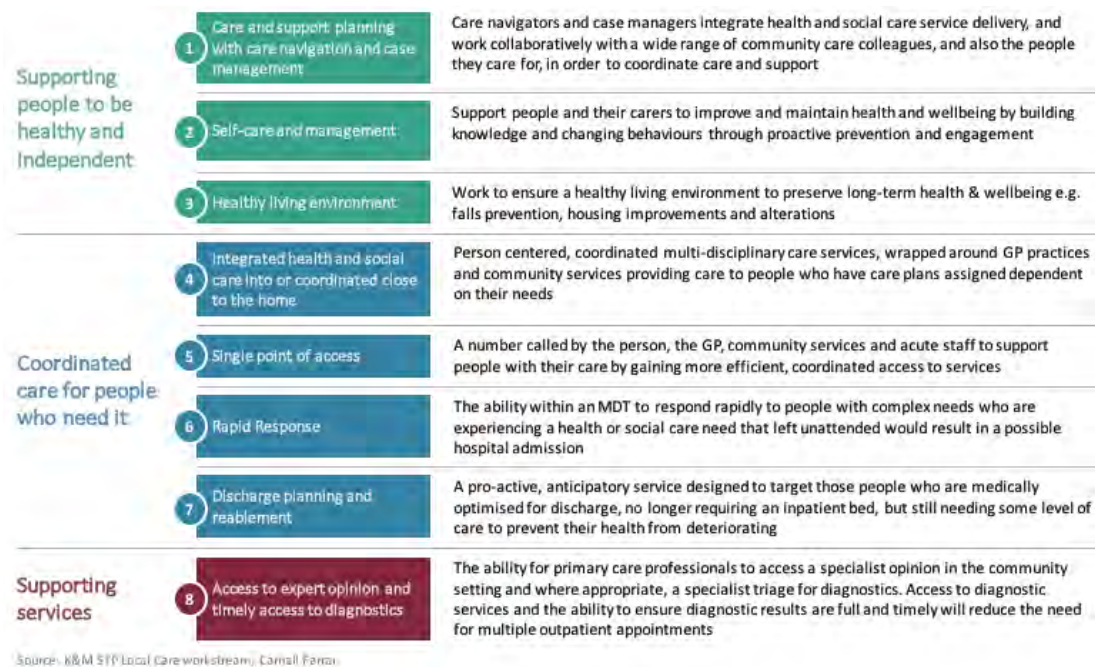 Supporting
people to be
healthy and
Independent
1
Care and support planning
with care navigation and case
management
Care navigators and case managers integrate health and social care service delivery, and
work collaboratively with a wide range of community care colleagues, and also the people
they care for, in order to coordinate care and support
2
Self-care and management
Support people and their carers to improve and maintain health and wellbeing by building
knowledge and changing behaviours through proactive prevention and engagement
3
Healthy living environment
Work to ensure a healthy living environment to preserve long-term health & wellbeing e.g.
falls prevention, housing improvements and alterations
Coordinated
care for people
who need it
4
Integrated health and social
care into or coordinated close
to the home
Person centered, coordinated multi-disciplinary care services, wrapped around GP practices
and community services providing care to people who have care plans assigned dependent
on their needs
5
Single point of access
A number called by the person, the GP, community services and acute staff to support
people with their care by gaining more efficient, coordinated access to services
6
Rapid Response
The ability within an MDT to respond rapidly to people with complex needs who are
experiencing a health or social care need that left unattended would result in a possible
hospital admission
7
Discharge planning and
reablement
A pro-active, anticipatory service designed to target those people who are medically
optimised for discharge, no longer requiring an inpatient bed, but still needing some level of
care to prevent their health from deteriorating
Supporting
services
8
Access to expert opinion and
timely access to diagnostics
The ability for primary care professionals to access a specialist opinion in the community
setting and where appropriate, a specialist triage for diagnostics. Access to diagnostic
services and the ability to ensure diagnostic results are full and timely will reduce the need
for multiple outpatient appointments
Source: K&M STP Local Care workstream; Carnall Farrar